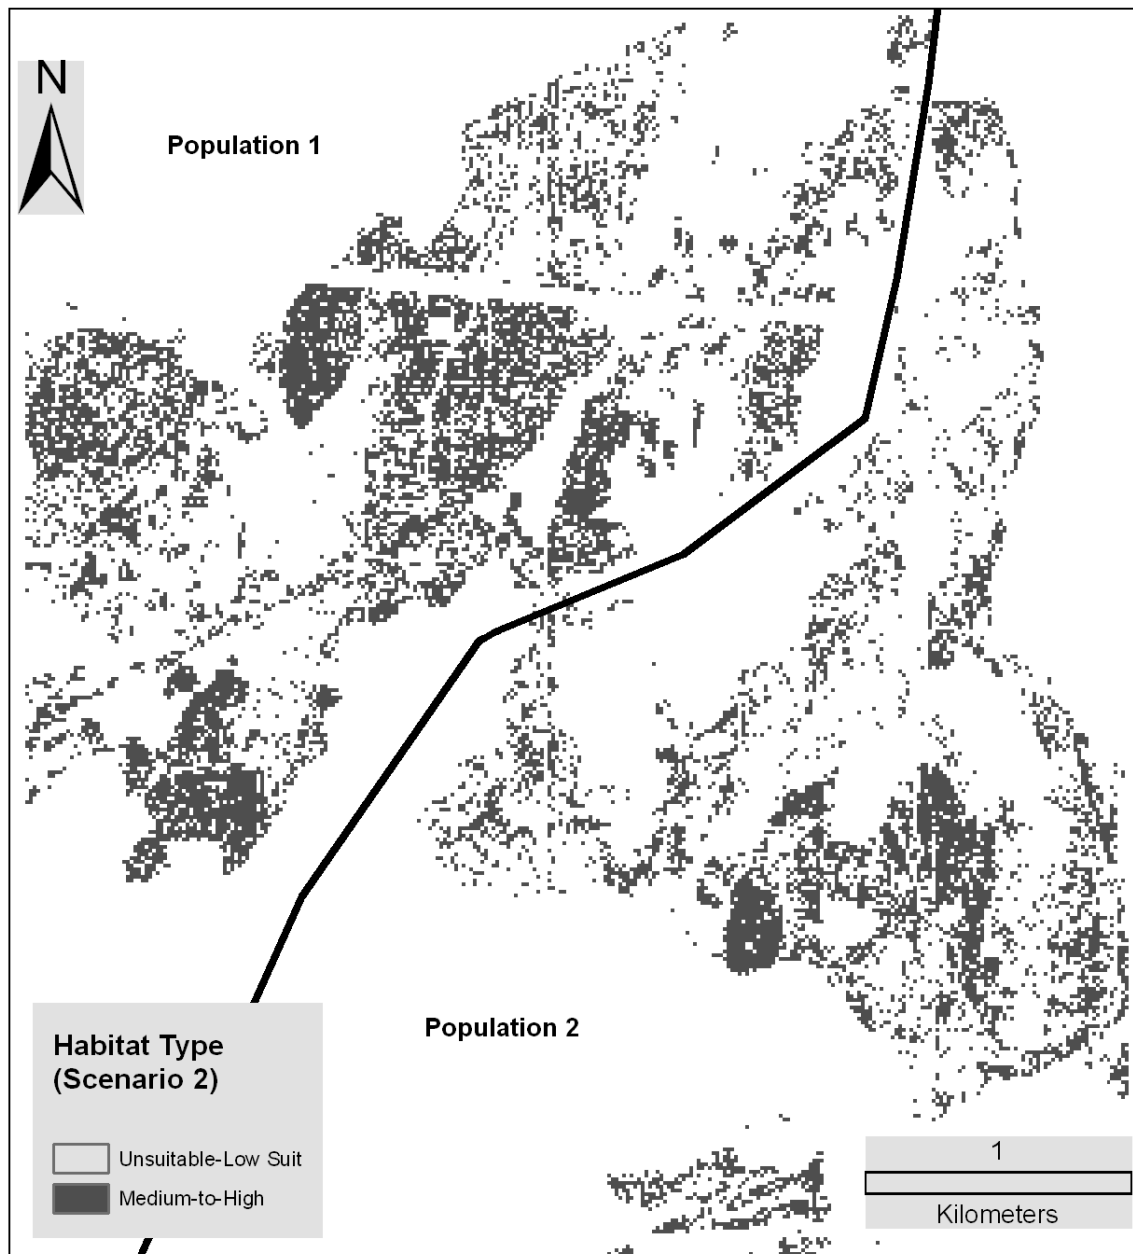 N
Population 1
Population 2
Habitat Type
(Scenario 2)
Unsuitable-Low Suit
Medium-to-High
1
Kilometers